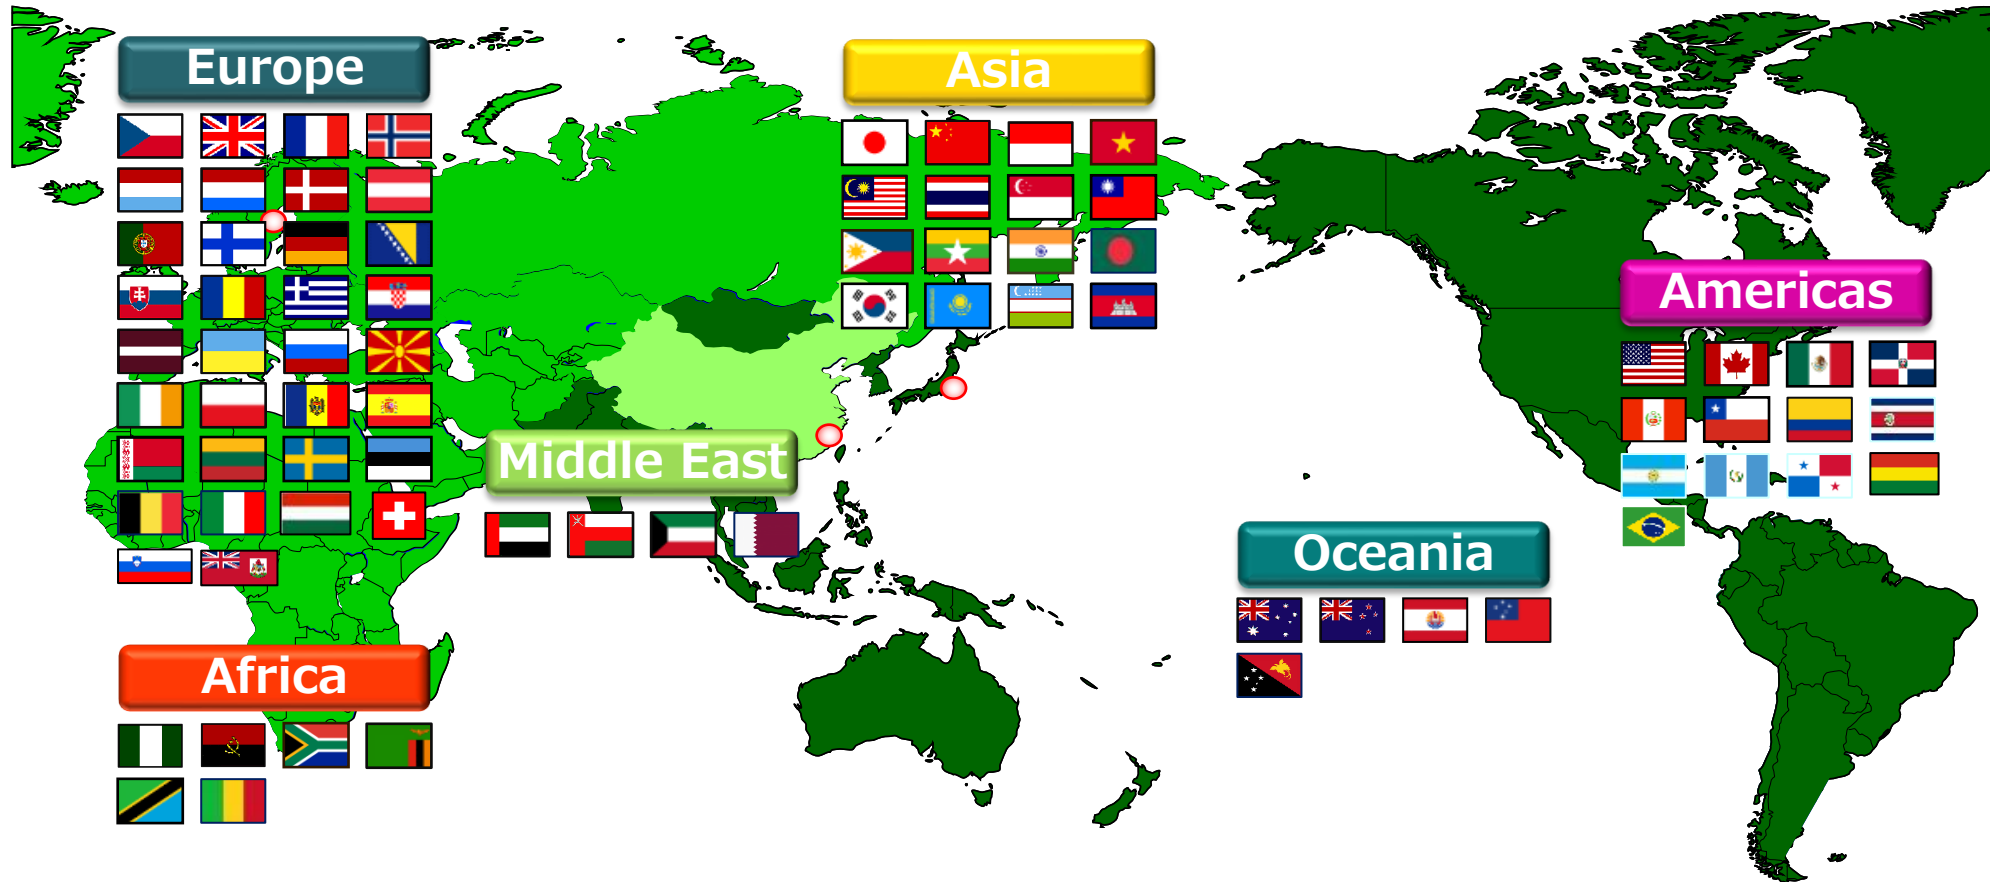 Europe
Asia
Americas
Middle East
Oceania
Africa